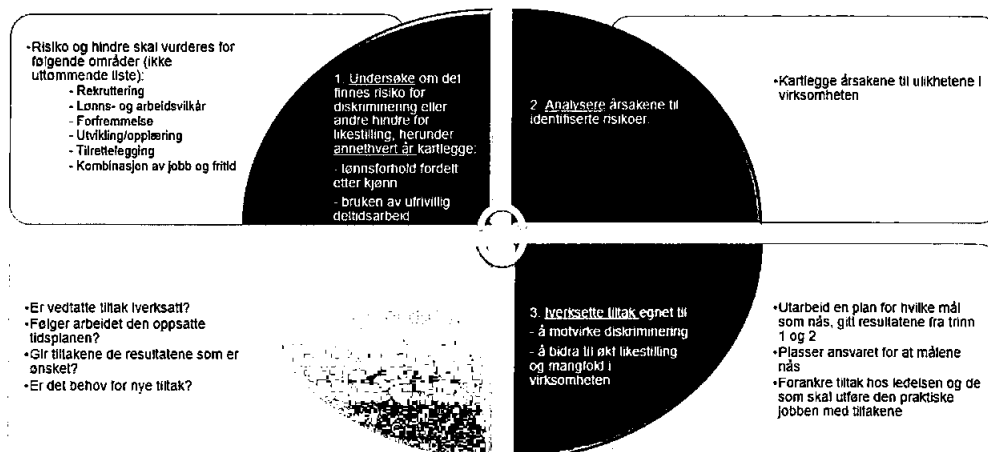 •Risiko og hindre skal vurderes for
følgende områder (ikke
uttømmende liste):
- Rekruttering
- Lønns- og arbeidsvilkår
- Forfremmelse
- Utvikling/opplæring
- Tilrettelegging
- Kombinasjon av jobb og fritid
1. Undersøke om det
finnes risiko for
diskriminering eller
andre hindre for
likestilling, herunder
annethvert år kartlegge:
- lønnsforhold fordelt
etter kjønn
- bruken av ufrivillig
deltidsarbeid
2. Analysere årsakene til
identifiserte risikoer.
•Kartlegge årsakene til ulikhetene i
virksomheten
•Er vedtatte tiltak iverksatt?
•Følger arbeidet den oppsatte
tidsplanen?
•Gir tiltakene de resultatene som er
ønsket?
•Er det behov for nye tiltak?
3. Iverksette tiltak egnet til
- å motvirke diskriminering
- å bidra til økt likestilling
og mangfold i
virksomheten
•Utarbeid en plan for hvilke mål
som nås, gitt resultatene fra trinn
1 og 2
•Plasser ansvaret for at målene
nås
•Forankre tiltak hos ledelsen og de
som skal utføre den praktiske
jobben med tiltakene